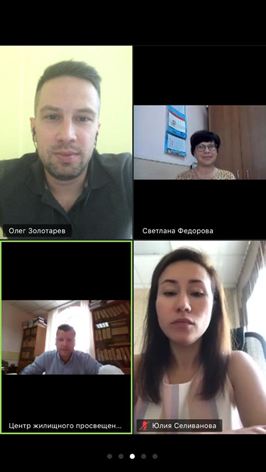 Олег Золотарев
Светлана Федорова
Центр жилищного просвещен...
Юлия Селиванова